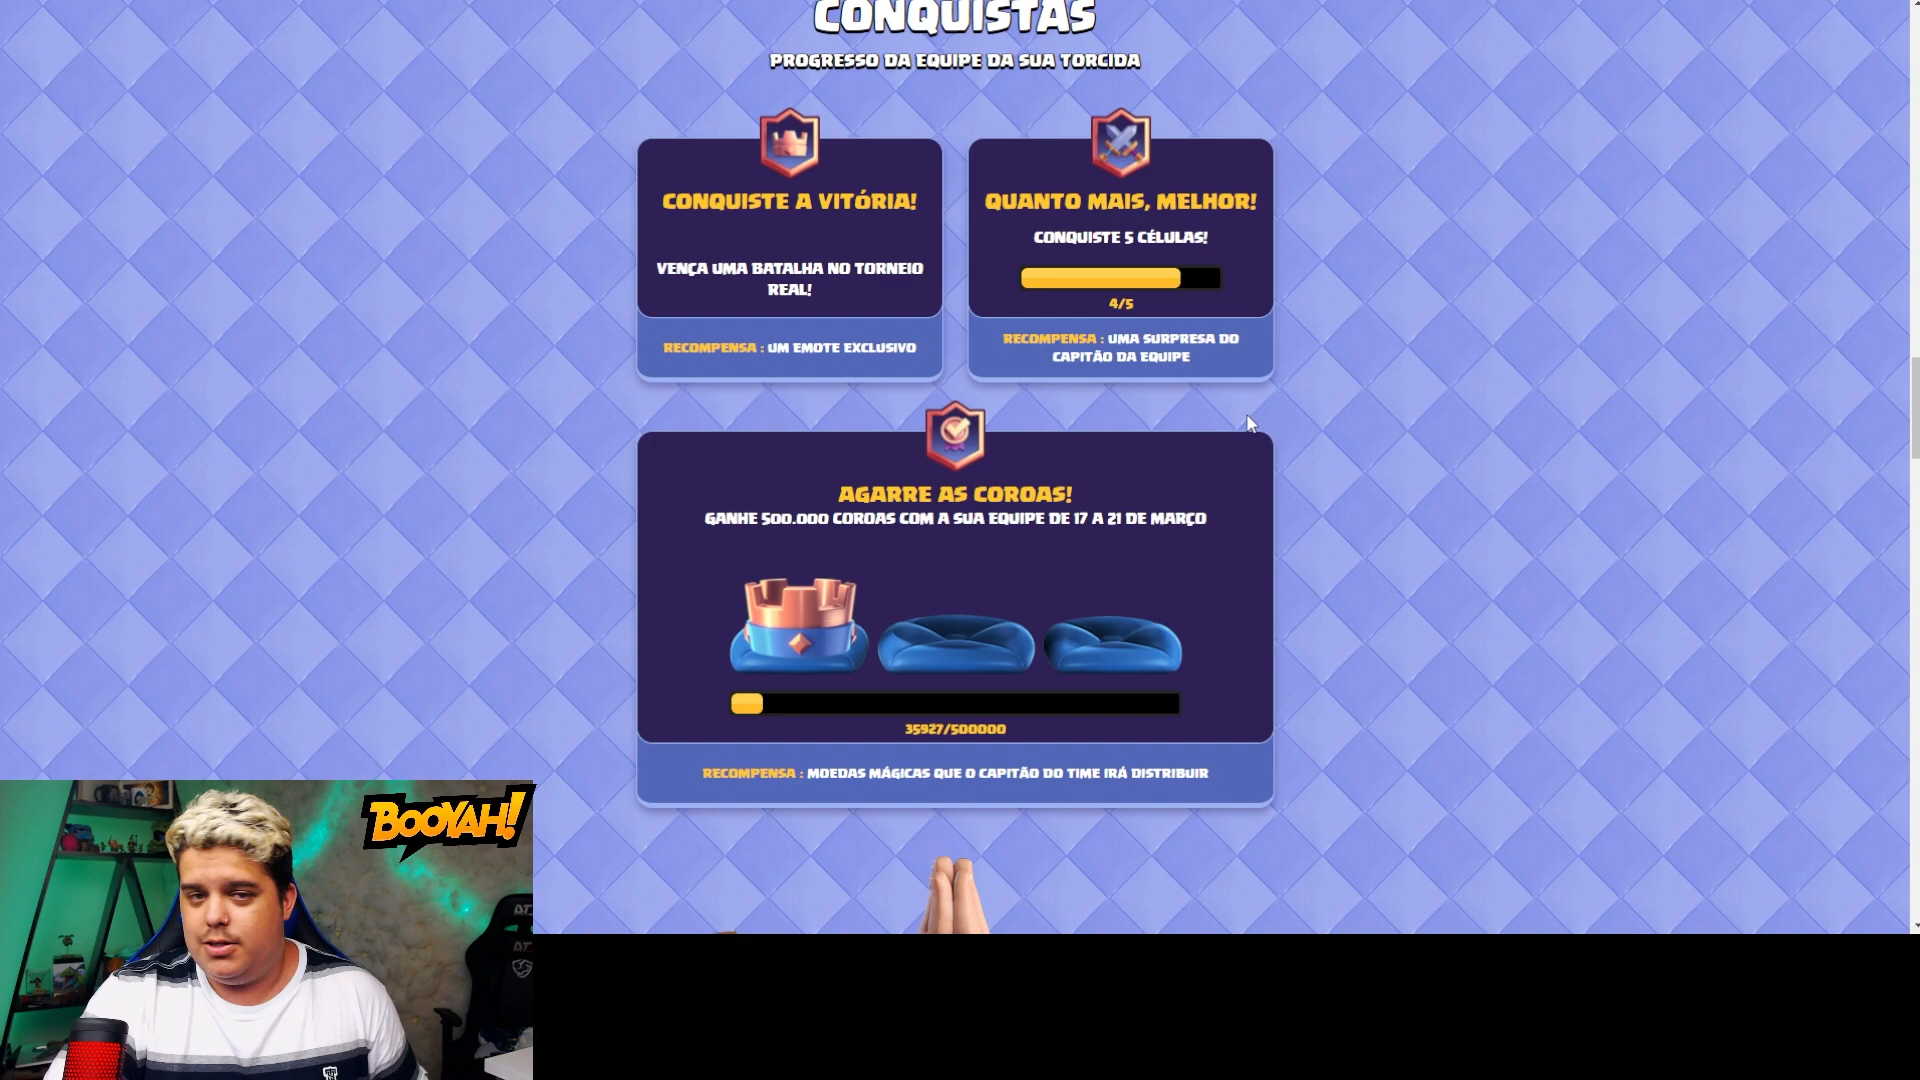 CONQUISTAS
PROGRESSO DA EQUIPE DA SUA TORCIDA
CONQUISTE A VITÓRIA!
VENÇA UMA BATALHA NO TORNEIO
REAL!
RECOMPENSA : UM EMOTE EXCLUSIVO
QUANTO MAIS, MELHOR!
CONQUISTE 5 CÉLULAS!
4/5
RECOMPENSA : UMA SURPRESA DO
CAPITÃO DA EQUIPE
AGARRE AS COROAS!
GANHE 500.000 COROAS COM A SUA EQUIPE DE 17 A 21 DE MARÇO
35927/500000
RECOMPENSA : MOEDAS MÁGICAS QUE O CAPITÃO DO TIME IRÁ DISTRIBUIR
BOOYAH!